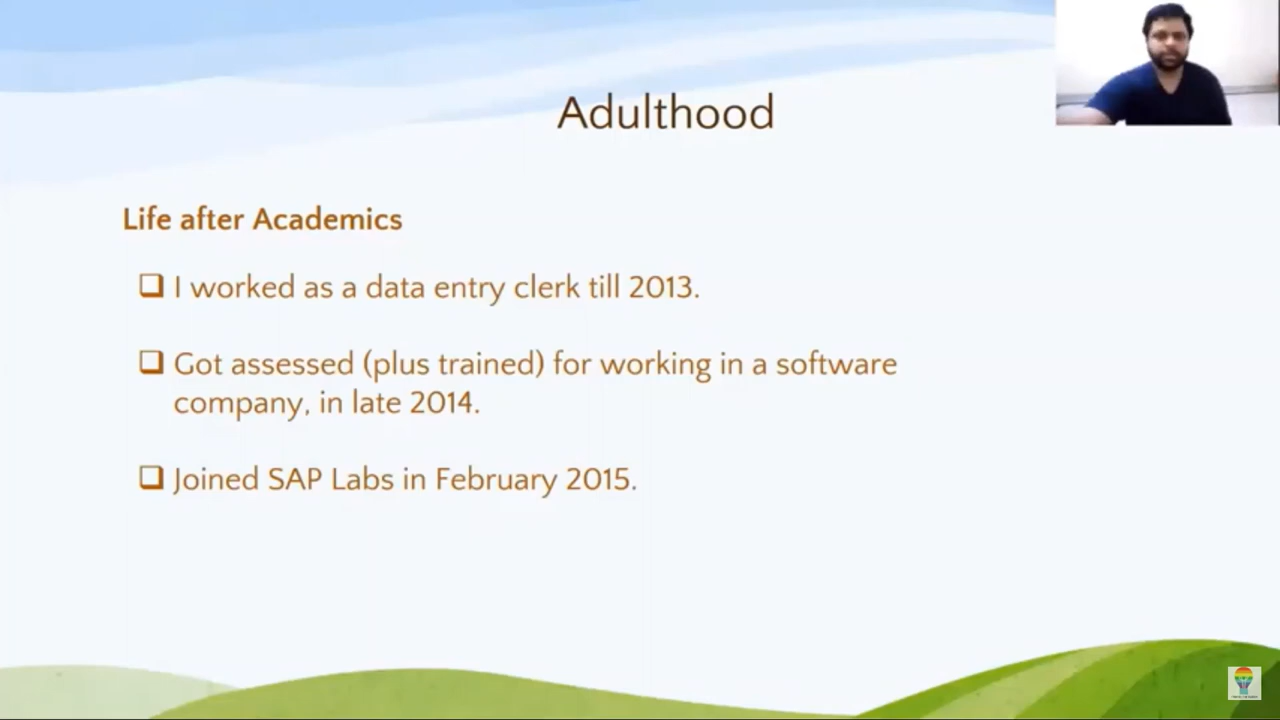 Adulthood
Life after Academics
I worked as a data entry clerk till 2013.
Got assessed (plus trained) for working in a software
company, in late 2014.
Joined SAP Labs in February 2015.